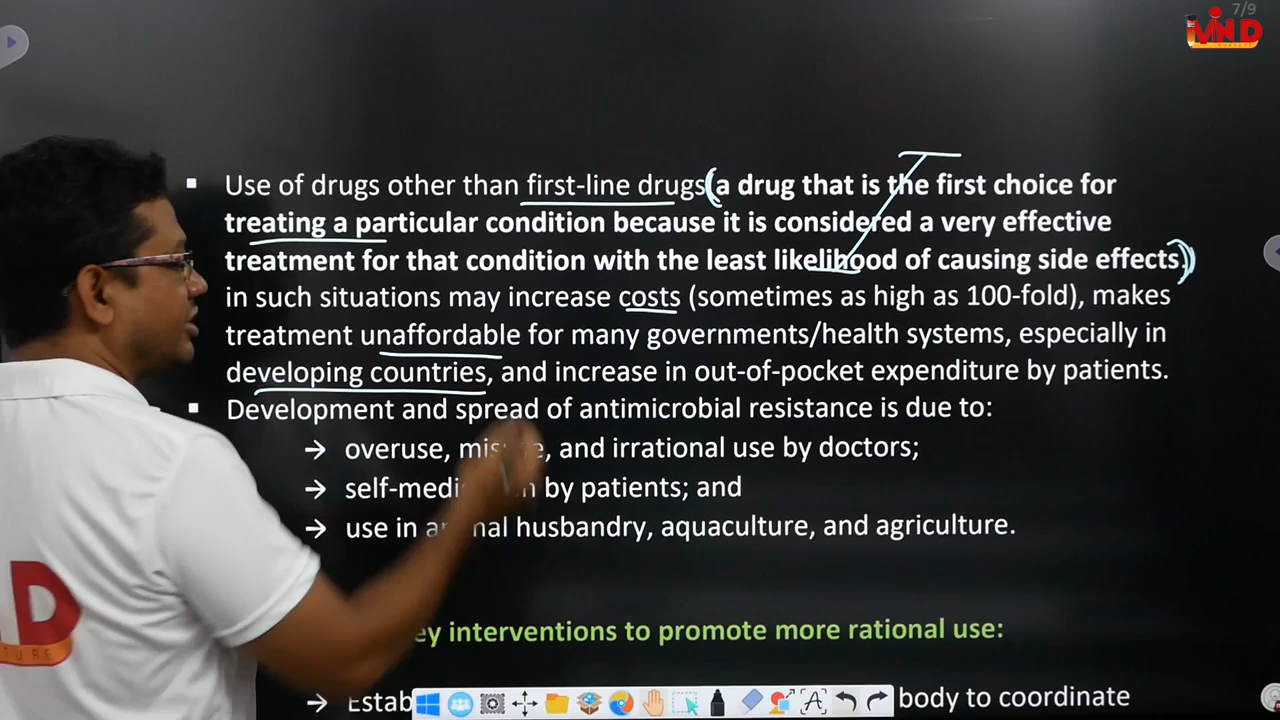 7/9
MIND
Use of drugs other than first-line drugs(a drug that is the first choice for
treating a particular condition because it is considered a very effective
treatment for that condition with the least likelihood of causing side effects,)
in such situations may increase costs (sometimes as high as 100-fold), makes
treatment unaffordable for many governments/health systems, especially in
developing countries, and increase in out-of-pocket expenditure by patients.
Development and spread of antimicrobial resistance is due to:
→ overuse, misuse, and irrational use by doctors;
→ by patients; and
→ use in husbandry, aquaculture, and agriculture.
interventions to promote more rational use:
→ body to coordinate